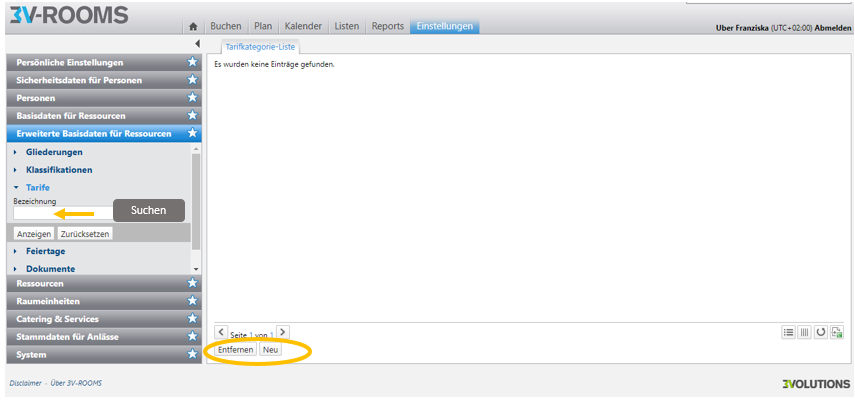 3V-ROOMS
Buchen Plan Kalender Listen Reports Einstellungen
Uber Franziska (UTC+02:00) Abmelden
Tarifkategorie-Liste
Es wurden keine Einträge gefunden.
Persönliche Einstellungen
Sicherheitsdaten für Personen
Personen
Basisdaten für Ressourcen
Erweiterte Basisdaten für Ressourcen
Gliederungen
Klassifikationen
Tarife
Bezeichnung
Suchen
Anzeigen Zurücksetzen
Feiertage
Dokumente
Ressourcen
Raumeinheiten
Catering & Services
Stammdaten für Anlässe
System
Seite 1 von 1
Entfernen Neu
Disclaimer - Über 3V-ROOMS
3VOLUTIONS